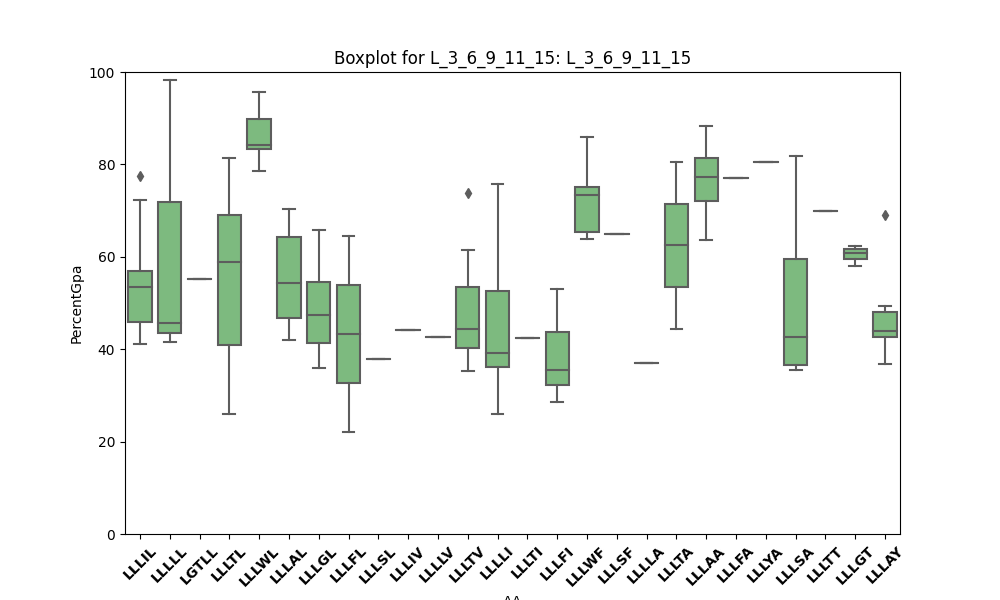 Boxplot for L_3_6_9_11_15: L_3_6_9_11_15
100
80
60
40
20
0
PercentGpa
LLLIL LLLLL LGTLL LLLTL LLLWL LLLAL LLLGL LLLFL LLLSL LLLIV LLLLV LLLTV LLLLI LLLTI LLLFI LLLWF LLLSF LLLLA LLLTA LLLAA LLLFA LLLYA LLLSA LLLTT LLLGT LLLAY